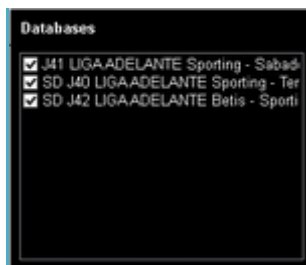 Databases
J41 LIGA ADELANTE Sporting - Sabad
SD J40 LIGA ADELANTE Sporting - Ter
SD J42 LIGA ADELANTE Betis - Sporti